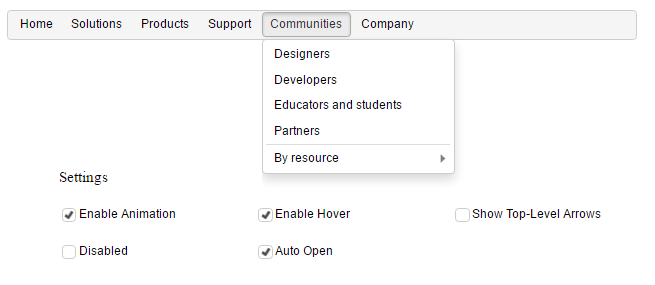 Home Solutions Products Support Communities Company
Designers
Developers
Educators and students
Partners
By resource
Settings
Enable Animation Enable Hover Show Top-Level Arrows
Disabled Auto Open